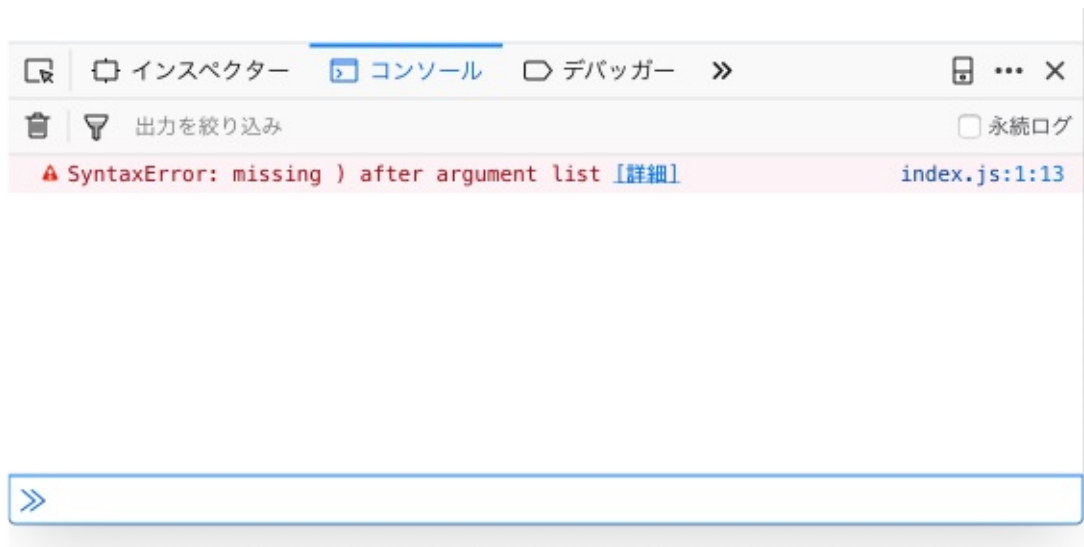 インスペクター コンソール デバッガー
出力を絞り込み 永続ログ
SyntaxError: missing ) after argument list [詳細] index.js:1:13